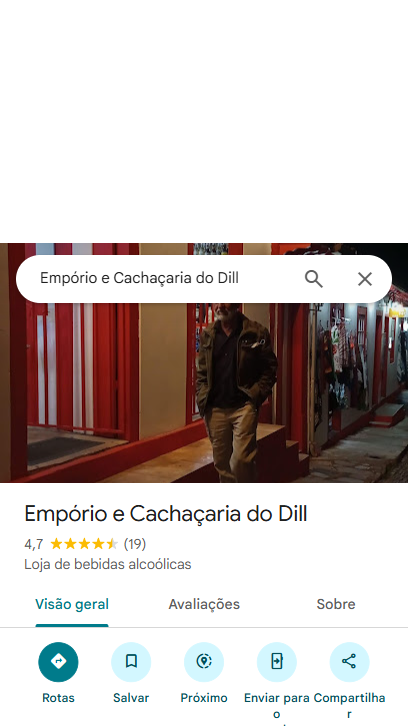 Empório e Cachaçaria do Dill
Empório e Cachaçaria do Dill
4,7 (19)
Loja de bebidas alcoólicas
Visão geral Avaliações Sobre
Rotas Salvar Próximo Enviar para o Compartilhar